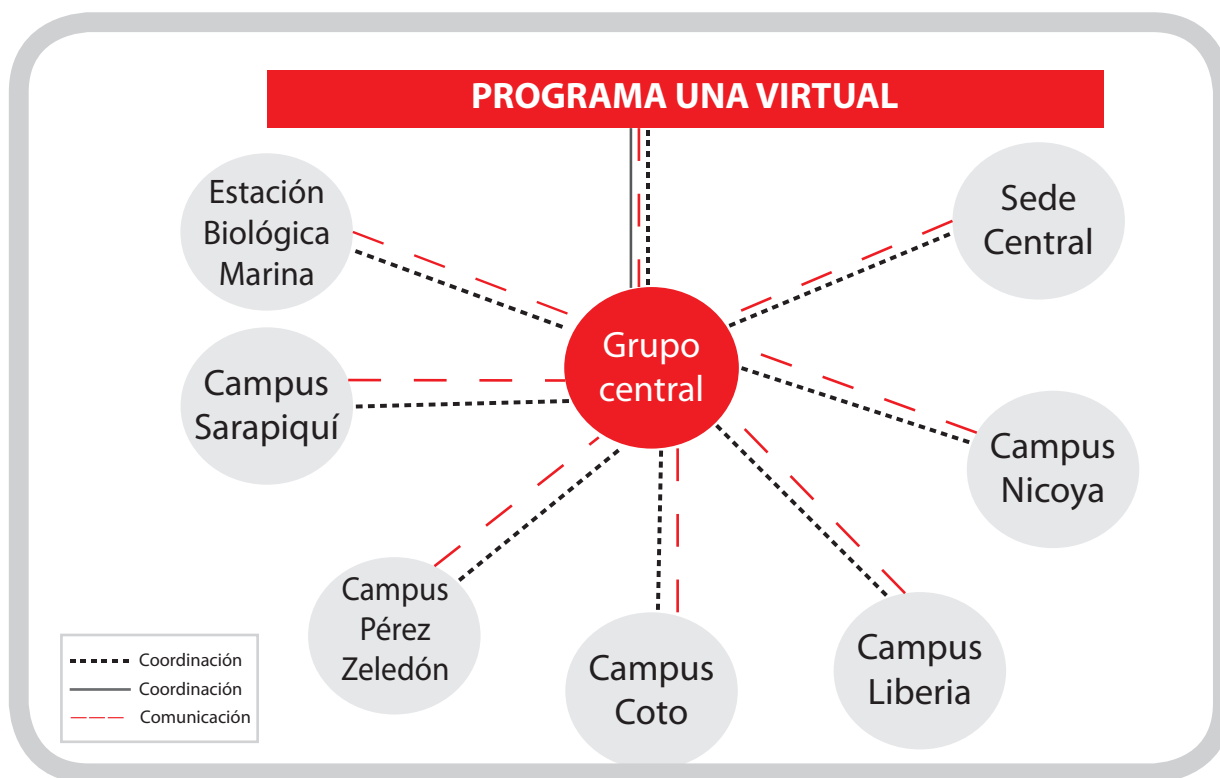 PROGRAMA UNA VIRTUAL
Estación
Biológica
Marina
Sede
Central
Grupo
central
Campus
Sarapiquí
Campus
Nicoya
Campus
Pérez
Zeledón
Campus
Coto
Campus
Liberia
Coordinación
Coordinación
Comunicación